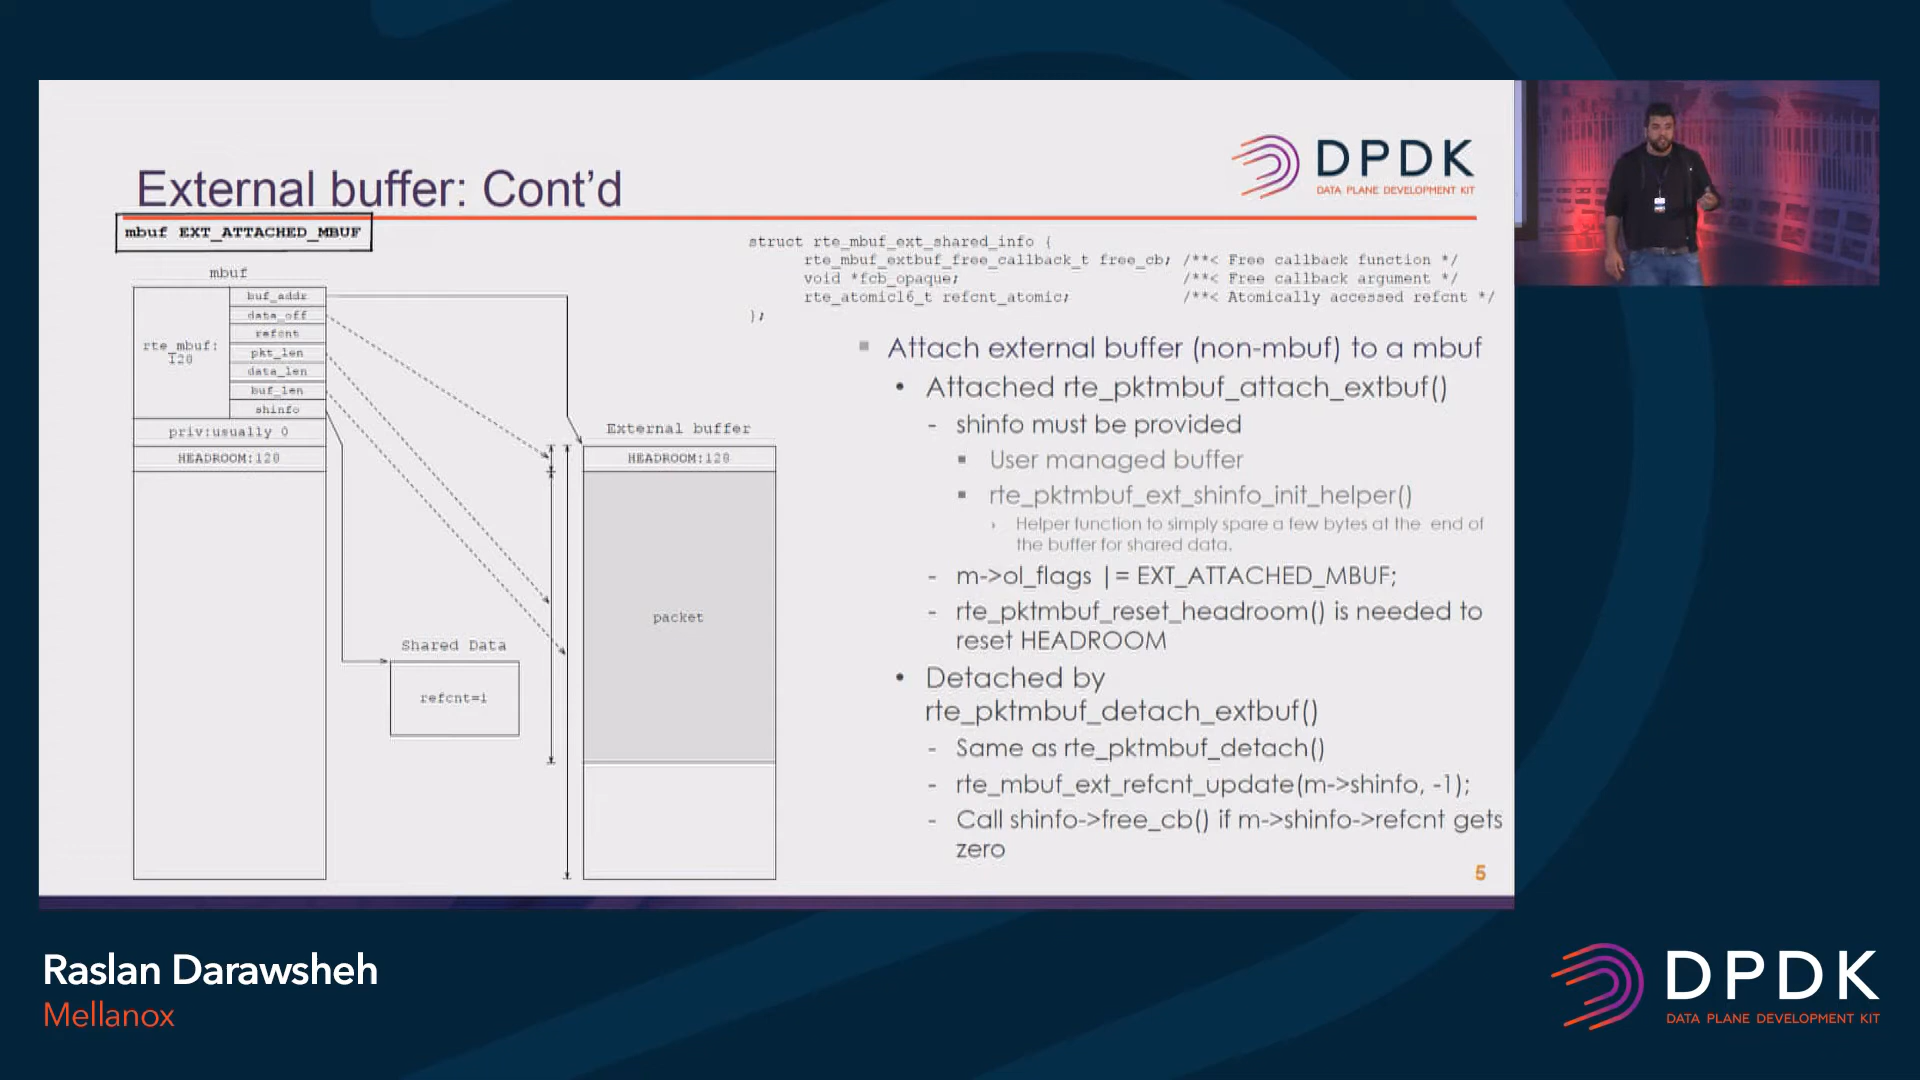 External buffer: Cont'd
DPDK
DATA PLANE DEVELOPMENT KIT
mbuf EXT_ATTACHED_MBUF
mbuf
buf_addr
data_off
refcnt
pkt_len
data_len
buf_len
shinfo
rte_mbuf:
128
priv:usually 0
HEADROOM:128
External buffer
HEADROOM:128
packet
Shared Data
refcnt=1
struct rte_mbuf_ext_shared_info {
rte_mbuf_extbuf_free_callback_t free_cb; /**< Free callback function */
void *fcb_opaque; /**< Free callback argument */
rte_atomic16_t refcnt_atomic; /**< Atomically accessed refcnt */
};
▪ Attach external buffer (non-mbuf) to a mbuf
• Attached rte_pktmbuf_attach_extbuf()
- shinfo must be provided
▪ User managed buffer
▪ rte_pktmbuf_ext_shinfo_init_helper()
› Helper function to simply spare a few bytes at the end of
the buffer for shared data.
- m->ol_flags |= EXT_ATTACHED_MBUF;
- rte_pktmbuf_reset_headroom() is needed to
reset HEADROOM
• Detached by
rte_pktmbuf_detach_extbuf()
- Same as rte_pktmbuf_detach()
- rte_mbuf_ext_refcnt_update(m->shinfo, -1);
- Call shinfo->free_cb() if m->shinfo->refcnt gets
zero
5
Raslan Darawsheh
Mellanox
DPDK
DATA PLANE DEVELOPMENT KIT